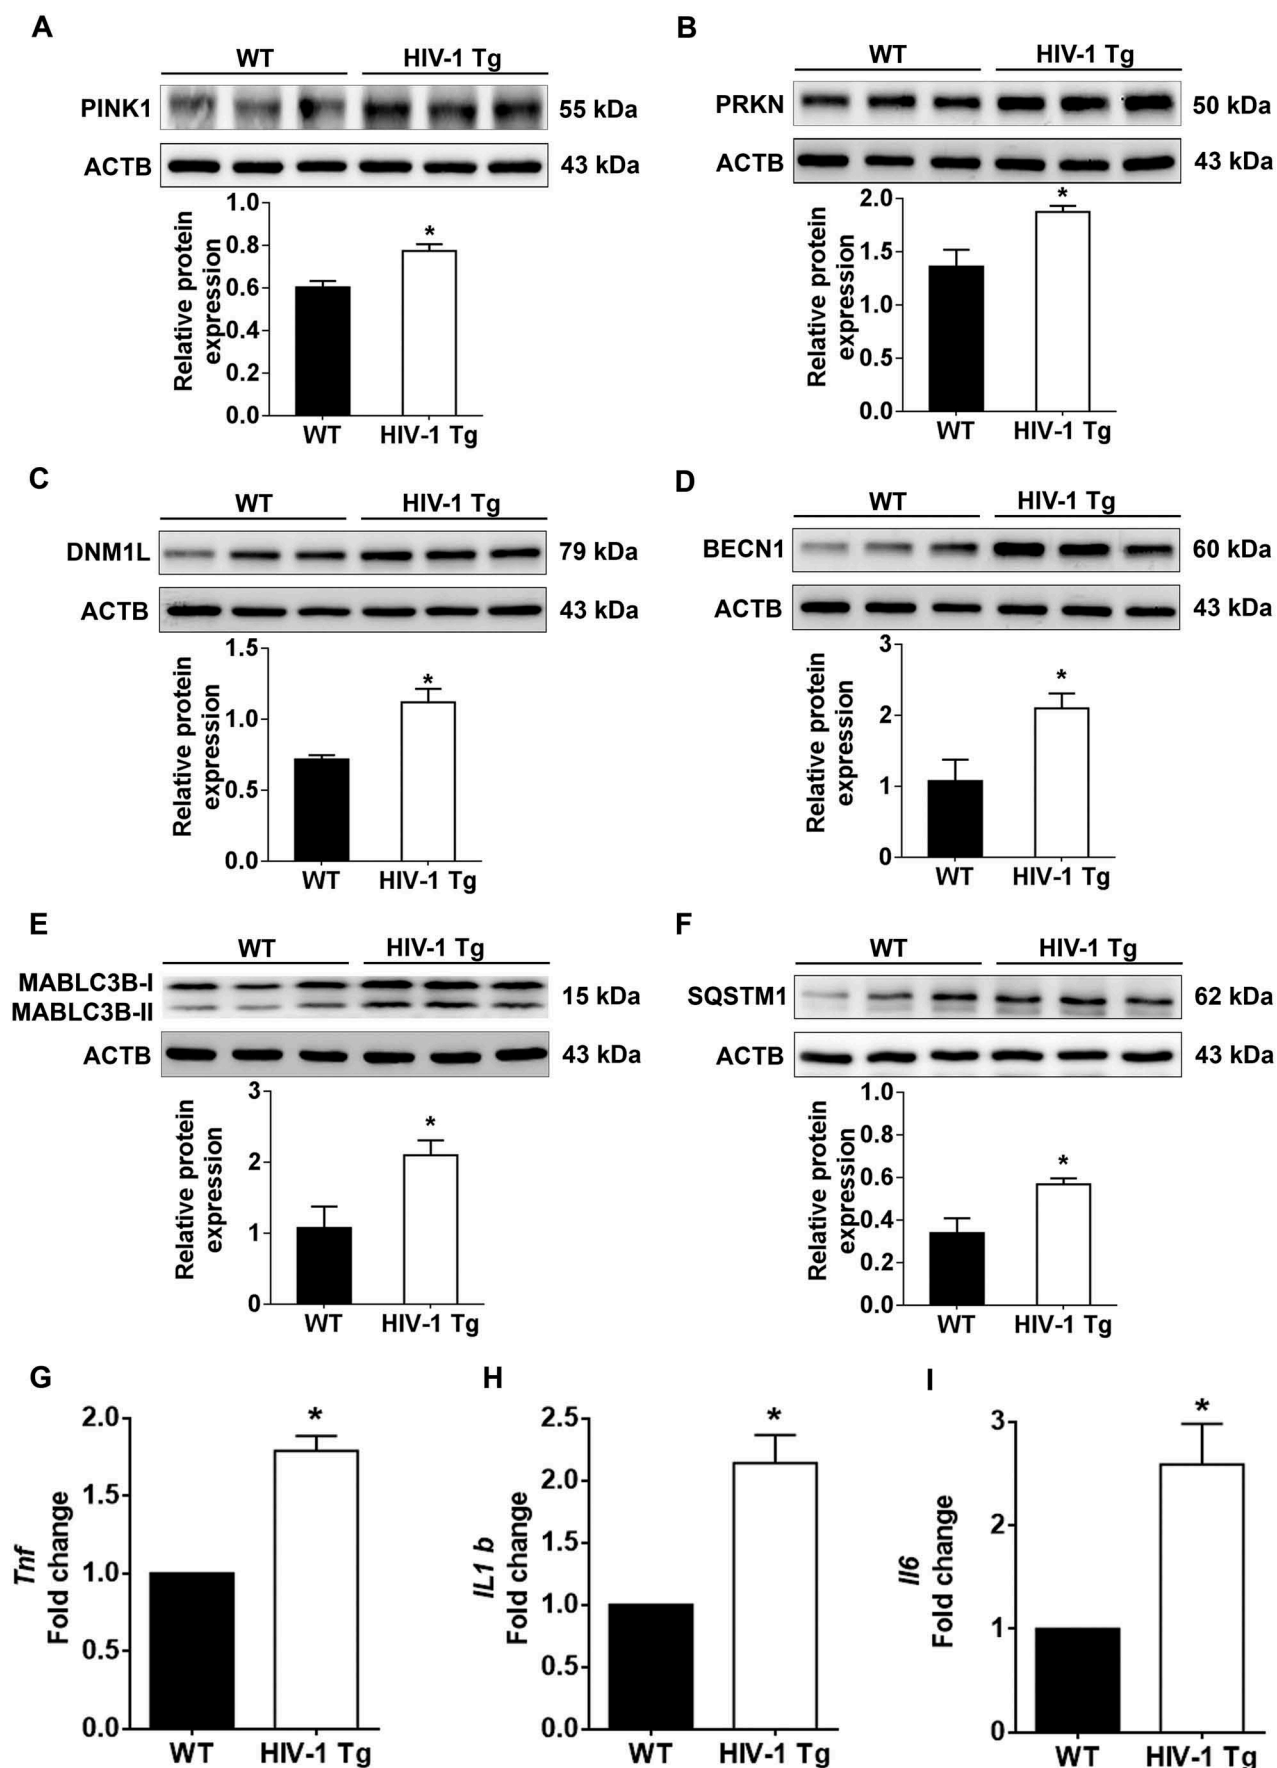 A
WT HIV-1 Tg
PINK1 55 kDa
ACTB 43 kDa
Relative protein
expression
1.0
0.8
0.6
0.4
0.2
0.0
*
WT HIV-1 Tg
B
WT HIV-1 Tg
PRKN 50 kDa
ACTB 43 kDa
Relative protein
expression
2.0
1.5
1.0
0.5
0.0
*
WT HIV-1 Tg
C
WT HIV-1 Tg
DNM1L 79 kDa
ACTB 43 kDa
Relative protein
expression
1.5
1.0
0.5
0.0
*
WT HIV-1 Tg
D
WT HIV-1 Tg
BECN1 60 kDa
ACTB 43 kDa
Relative protein
expression
3
2
1
0
*
WT HIV-1 Tg
E
WT HIV-1 Tg
MABLC3B-I
MABLC3B-II
15 kDa
ACTB 43 kDa
Relative protein
expression
3
2
1
0
*
WT HIV-1 Tg
F
WT HIV-1 Tg
SQSTM1 62 kDa
ACTB 43 kDa
Relative protein
expression
1.0
0.8
0.6
0.4
0.2
0.0
*
WT HIV-1 Tg
G
Tnf
Fold change
2.0
1.5
1.0
0.5
0.0
*
WT HIV-1 Tg
H
IL1 b
Fold change
2.5
2.0
1.5
1.0
0.5
0.0
*
WT HIV-1 Tg
I
Il6
Fold change
3
2
1
0
*
WT HIV-1 Tg